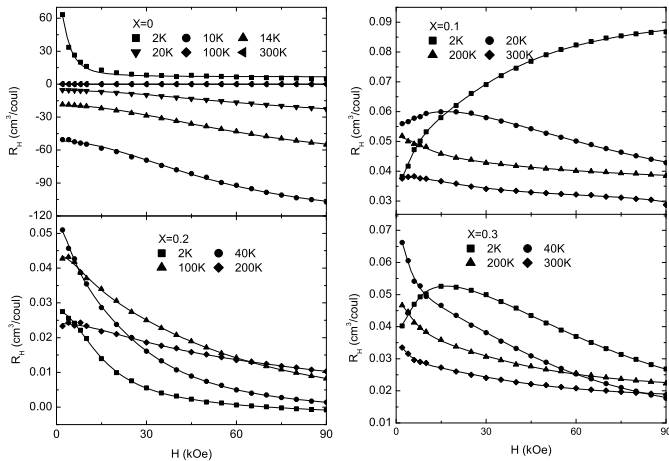 X=0
2K 10K 14K
20K 100K 300K
60
30
0
-30
-60
-90
-120
R_H (cm³/coul)
X=0.1
2K 20K
200K 300K
0.09
0.08
0.07
0.06
0.05
0.04
0.03
R_H (cm³/coul)
X=0.2
2K 40K
100K 200K
0.05
0.04
0.03
0.02
0.01
0.00
R_H (cm³/coul)
0 30 60 90
H (kOe)
X=0.3
2K 40K
200K 300K
0.07
0.06
0.05
0.04
0.03
0.02
0.01
R_H (cm³/coul)
0 30 60 90
H (kOe)